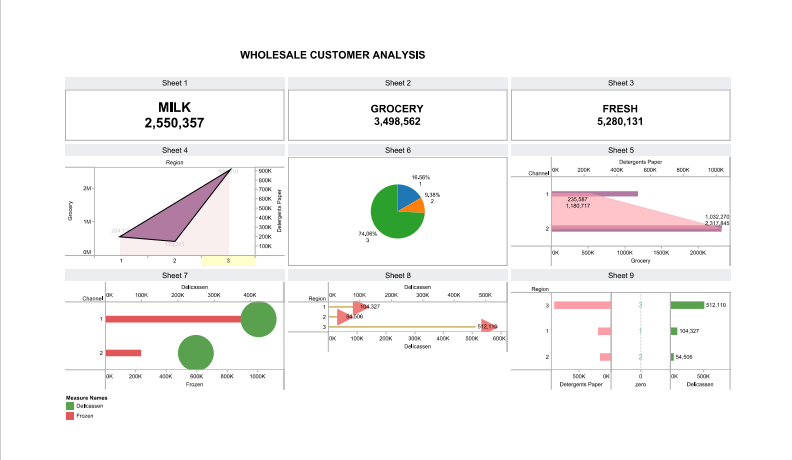 WHOLESALE CUSTOMER ANALYSIS
Sheet 1
MILK
2,550,357
Sheet 2
GROCERY
3,498,562
Sheet 3
FRESH
5,280,131
Sheet 4
Region
Grocery
2M
1M
0M
900K
800K
700K
600K
500K
400K
300K
200K
100K
Detergents Paper
1 2 3
Sheet 6
16.56%
1
9.38%
2
74.06%
3
Sheet 5
Detergents Paper
Channel 0K 200K 400K 600K 800K 1000K
1
235,587
1,180,717
1,032,270
2,317,845
2
0K 500K 1000K 1500K 2000K
Grocery
Sheet 7
Delicassen
Channel 0K 100K 200K 300K 400K
1
2
0K 200K 400K 600K 800K 1000K
Frozen
Sheet 8
Delicassen
Region 0K 100K 200K 300K 400K 500K
1 104,327
2 54,506
3 512,110
0K 100K 200K 300K 400K 500K 600K
Delicassen
Sheet 9
Region
3 3 512,110
1 1 104,327
2 2 54,506
500K 0K 0 0K 500K
Detergents Paper zero Delicassen
Measure Names
Delicassen
Frozen